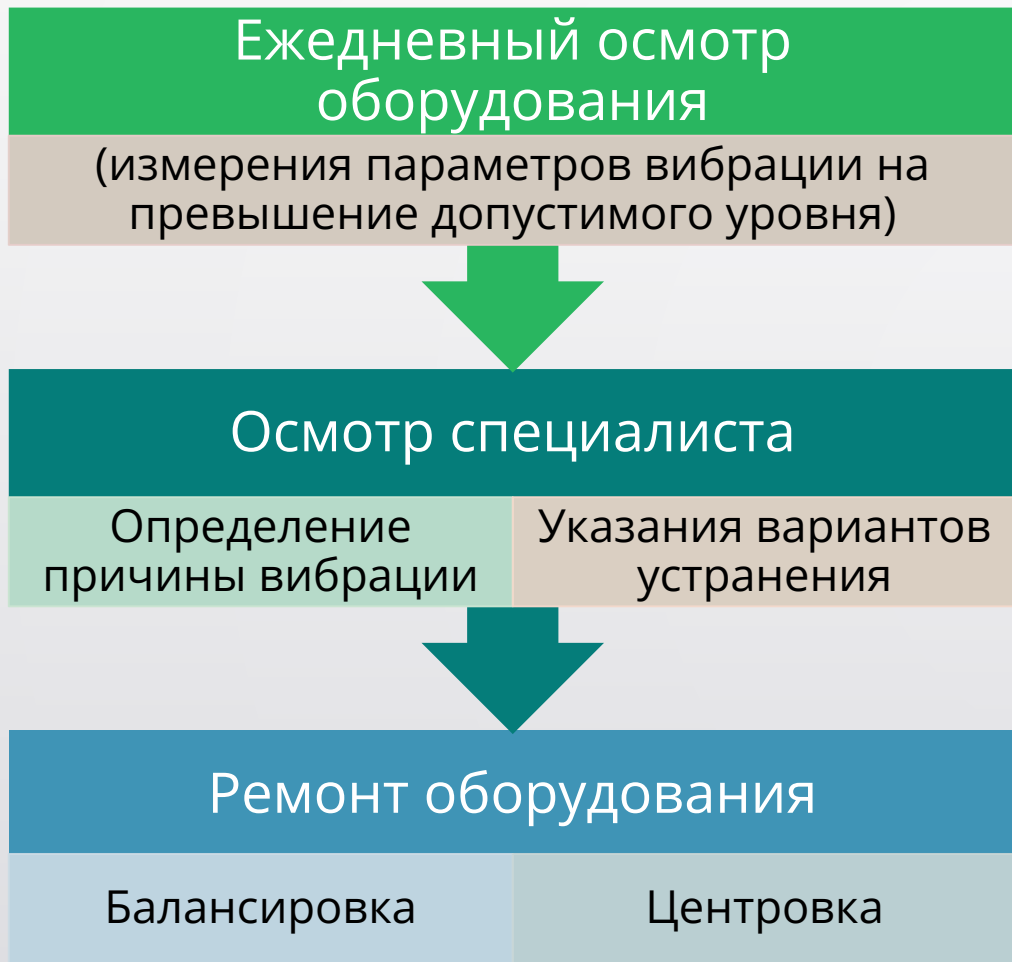 Ежедневный осмотр
оборудования
(измерения параметров вибрации на
превышение допустимого уровня)
Осмотр специалиста
Определение
причины вибрации
Указания вариантов
устранения
Ремонт оборудования
Балансировка
Центровка